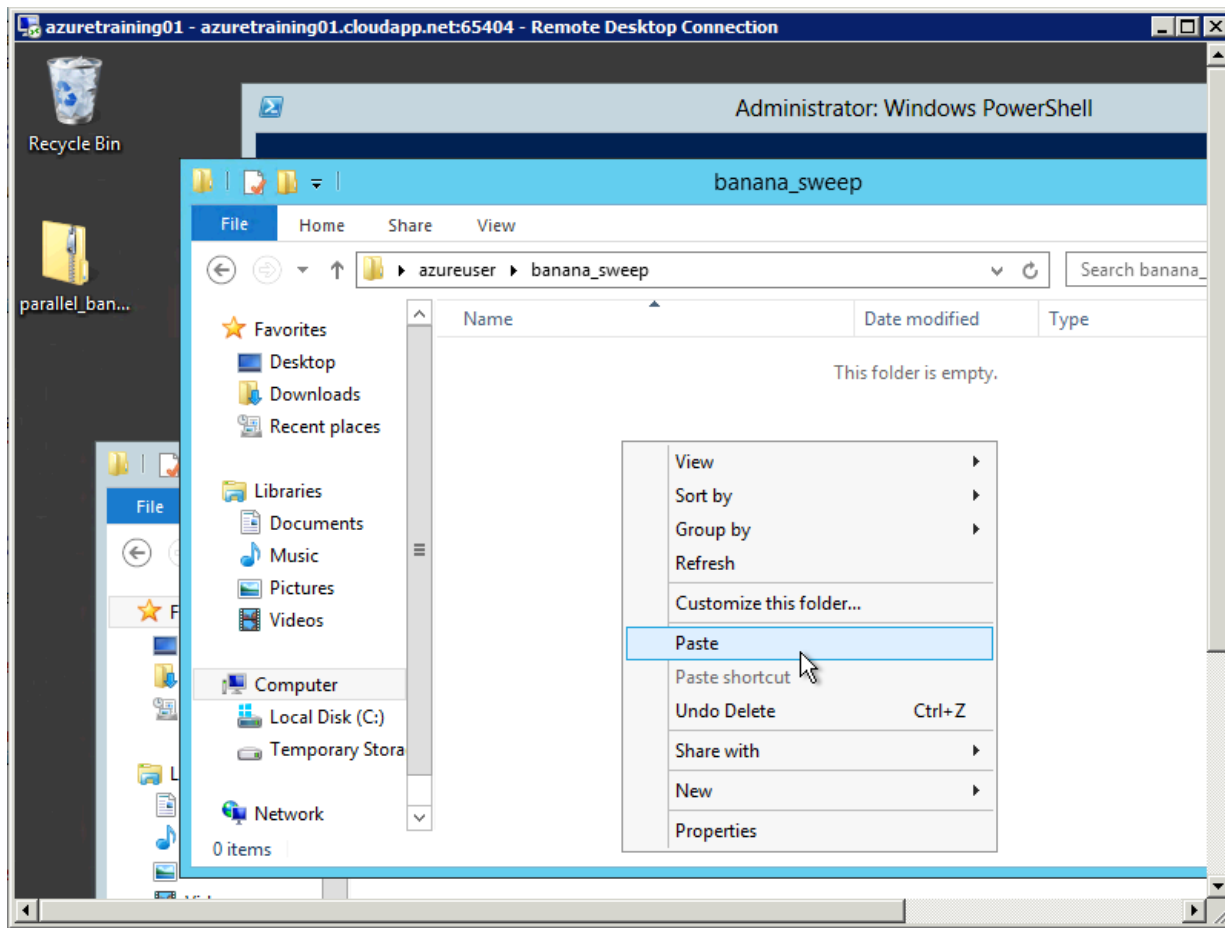 azuretraining01 - azuretraining01.cloudapp.net:65404 - Remote Desktop Connection
Recycle Bin
Administrator: Windows PowerShell
banana_sweep
File Home Share View
azureuser banana_sweep Search banana_
parallel_ban...
Name Date modified Type
This folder is empty.
Favorites
Desktop
Downloads
Recent places
Libraries
Documents
Music
Pictures
Videos
Computer
Local Disk (C:)
Temporary Stora
Network
0 items
View
Sort by
Group by
Refresh
Customize this folder...
Paste
Paste shortcut
Undo Delete Ctrl+Z
Share with
New
Properties
File
F
L